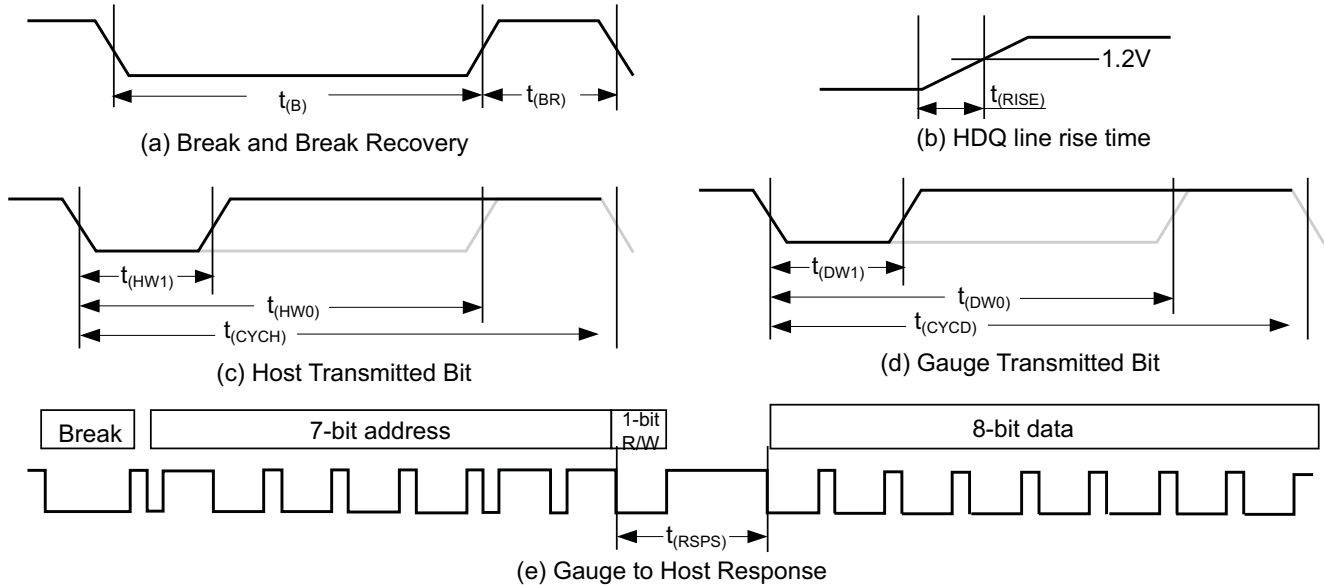 t(B)
t(BR)
(a) Break and Break Recovery
1.2V
t(RISE)
(b) HDQ line rise time
t(HW1)
t(HW0)
t(CYCH)
(c) Host Transmitted Bit
t(DW1)
t(DW0)
t(CYCD)
(d) Gauge Transmitted Bit
Break
7-bit address
1-bit
R/W
8-bit data
t(RSPS)
(e) Gauge to Host Response